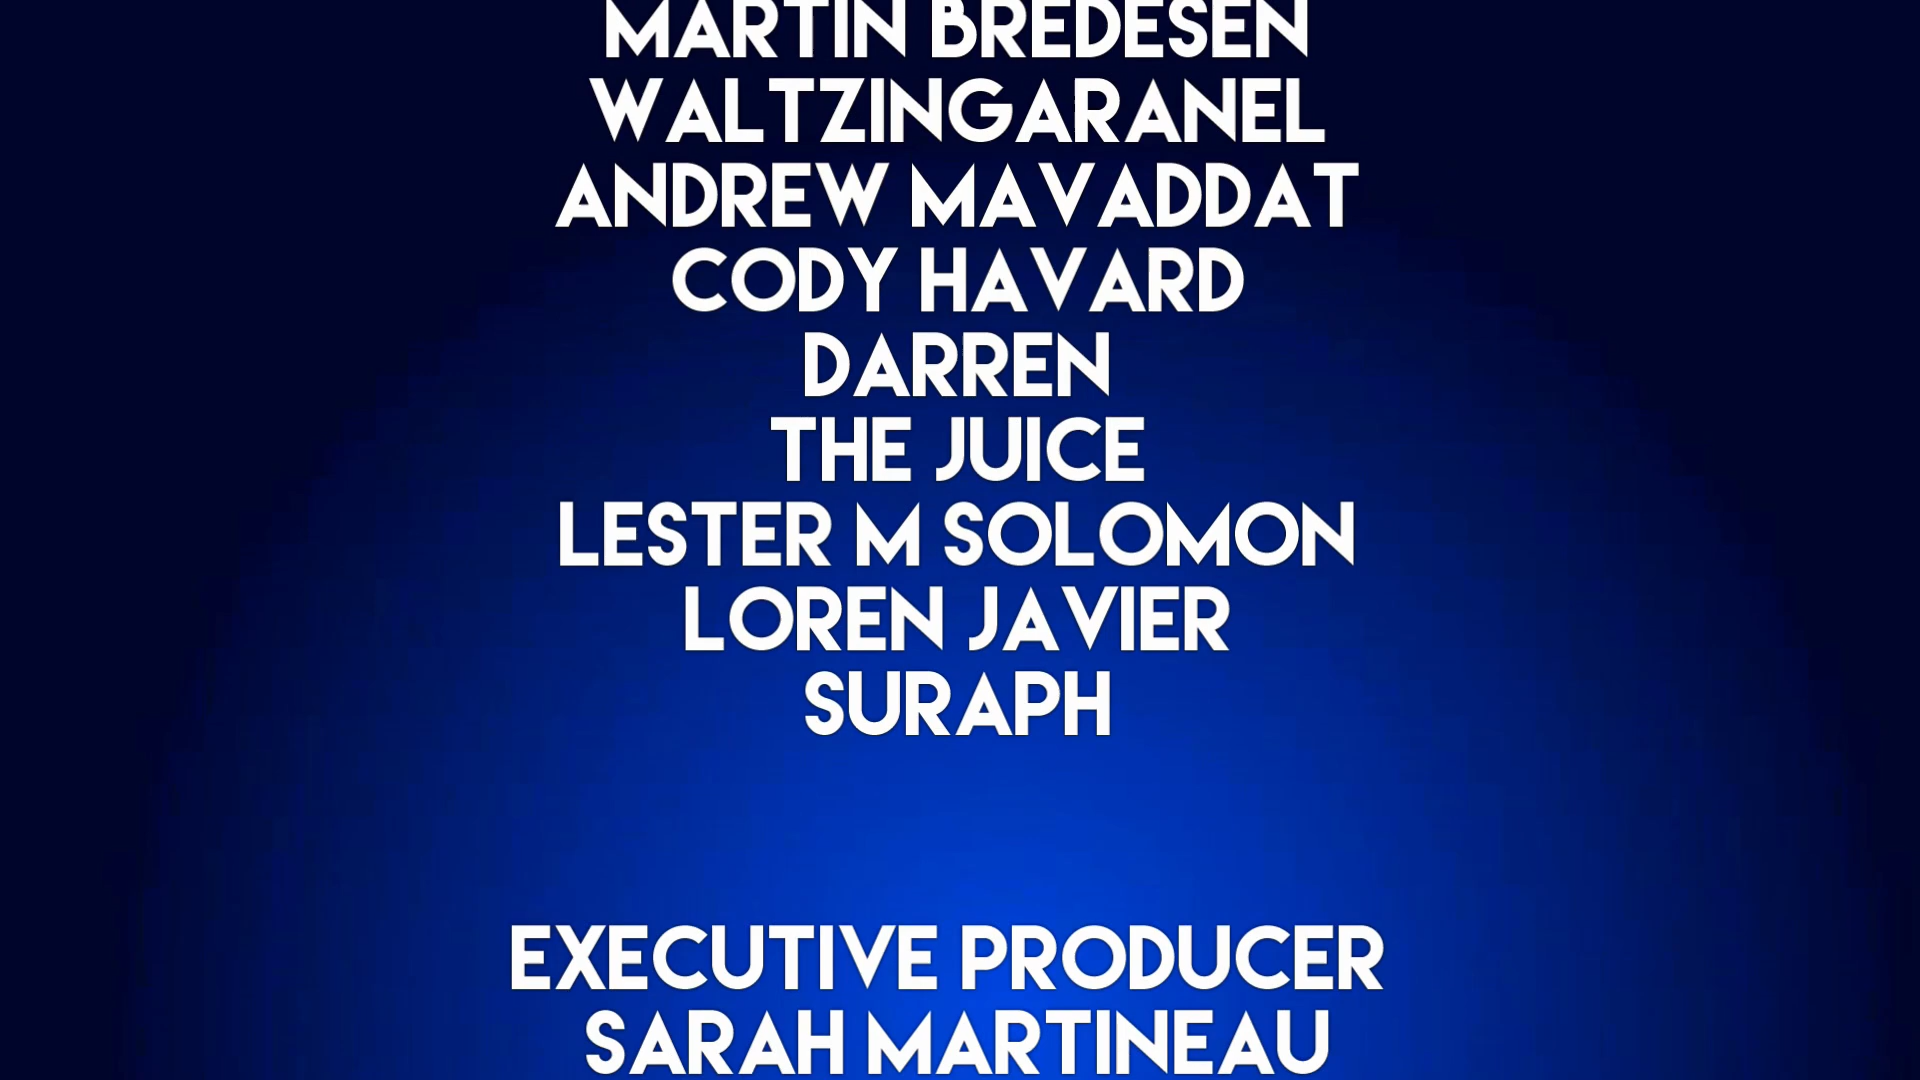 MARTIN BREDESEN
WALTZINGARANEL
ANDREW MAVADDAT
CODY HAVARD
DARREN
THE JUICE
LESTER M SOLOMON
LOREN JAVIER
SURAPH
EXECUTIVE PRODUCER
SARAH MARTINEAU